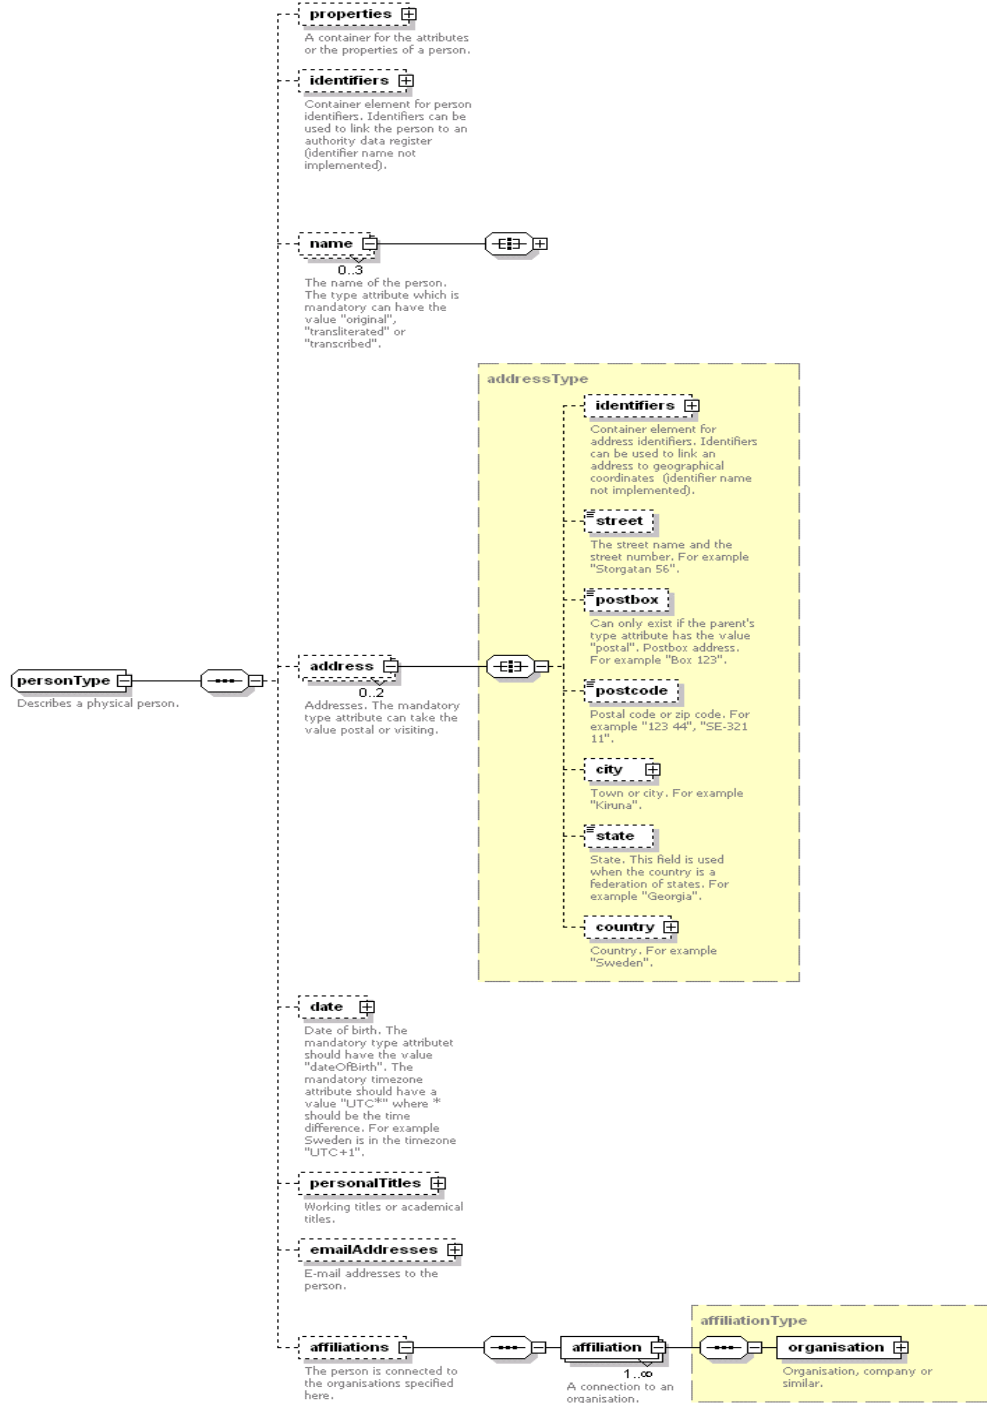 properties
A container for the attributes
or the properties of a person.
identifiers
Container element for person
identifiers. Identifiers can be
used to link the person to an
authority data register
(identifier name not
implemented).
name
0..3
The name of the person.
The type attribute which is
mandatory can have the
value "original",
"transliterated" or
"transcribed".
addressType
identifiers
Container element for
address identifiers. Identifiers
can be used to link an
address to geographical
coordinates (identifier name
not implemented).
street
The street name and the
street number. For example
"Storgatan 56".
postbox
Can only exist if the parent's
type attribute has the value
"postal". Postbox address.
For example "Box 123".
personType
Describes a physical person.
address
0..2
Addresses. The mandatory
type attribute can take the
value postal or visiting.
postcode
Postal code or zip code. For
example "123 44", "SE-321
11".
city
Town or city. For example
"Kiruna".
state
State. This field is used
when the country is a
federation of states. For
example "Georgia".
country
Country. For example
"Sweden".
date
Date of birth. The
mandatory type attributet
should have the value
"dateOfBirth". The
mandatory timezone
attribute should have a
value "UTC*" where *
should be the time
difference. For example
Sweden is in the timezone
"UTC+1".
personalTitles
Working titles or academical
titles.
emailAddresses
E-mail addresses to the
person.
affiliations
The person is connected to
the organisations specified
here.
affiliation
1..∞
A connection to an
organisation.
affiliationType
organisation
Organisation, company or
similar.